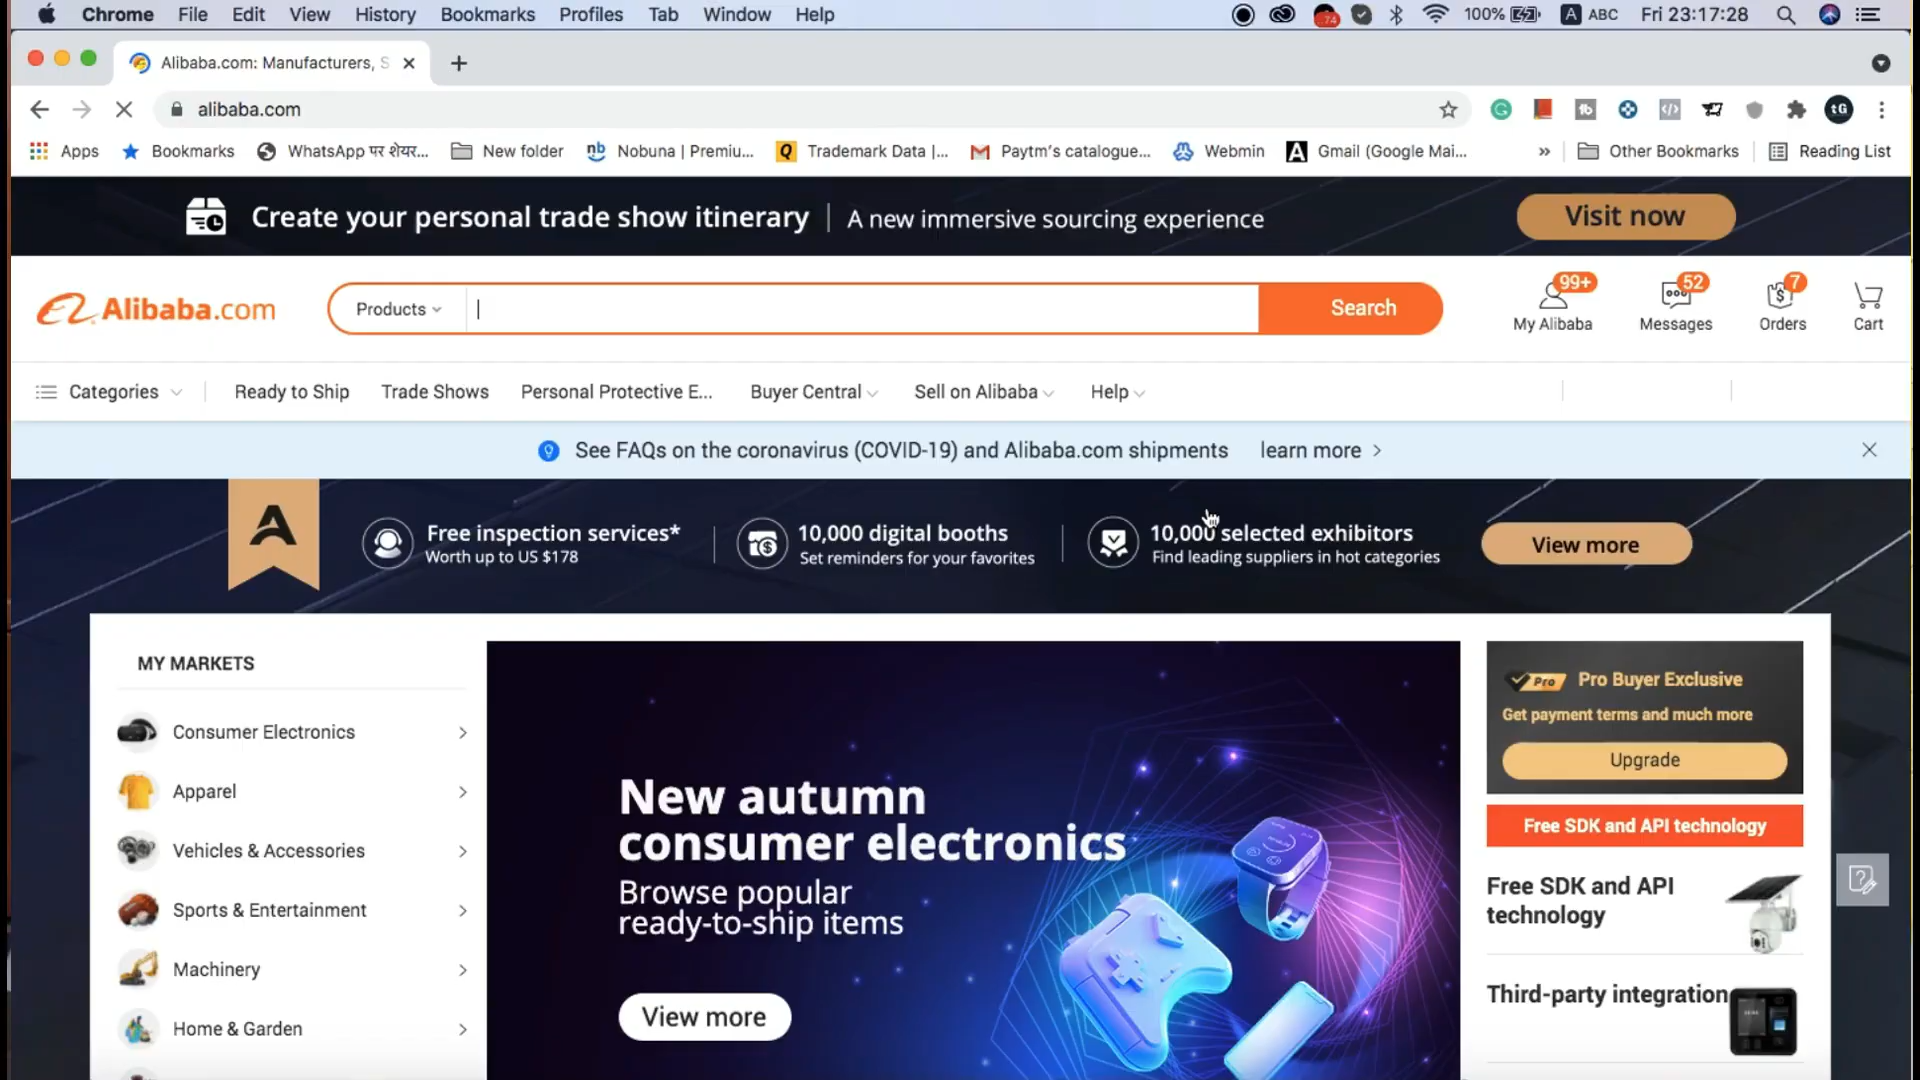 Chrome File Edit View History Bookmarks Profiles Tab Window Help 74 100% A ABC Fri 23:17:28
Alibaba.com: Manufacturers, S
alibaba.com tG
Apps Bookmarks WhatsApp पर शेयर... New folder nb Nobuna | Premiu... Q Trademark Data |... Paytm's catalogue... Webmin A Gmail (Google Mai... » Other Bookmarks Reading List
Create your personal trade show itinerary | A new immersive sourcing experience Visit now
Alibaba.com Products Search
99+ 52 7
My Alibaba Messages Orders Cart
Categories Ready to Ship Trade Shows Personal Protective E... Buyer Central Sell on Alibaba Help
See FAQs on the coronavirus (COVID-19) and Alibaba.com shipments learn more >
Free inspection services* 10,000 digital booths 10,000 selected exhibitors View more
Worth up to US $178 Set reminders for your favorites Find leading suppliers in hot categories
MY MARKETS
Consumer Electronics
Apparel
Vehicles & Accessories
Sports & Entertainment
Machinery
Home & Garden
New autumn
consumer electronics
Browse popular
ready-to-ship items
View more
Pro Pro Buyer Exclusive
Get payment terms and much more
Upgrade
Free SDK and API technology
Free SDK and API
technology
Third-party integration